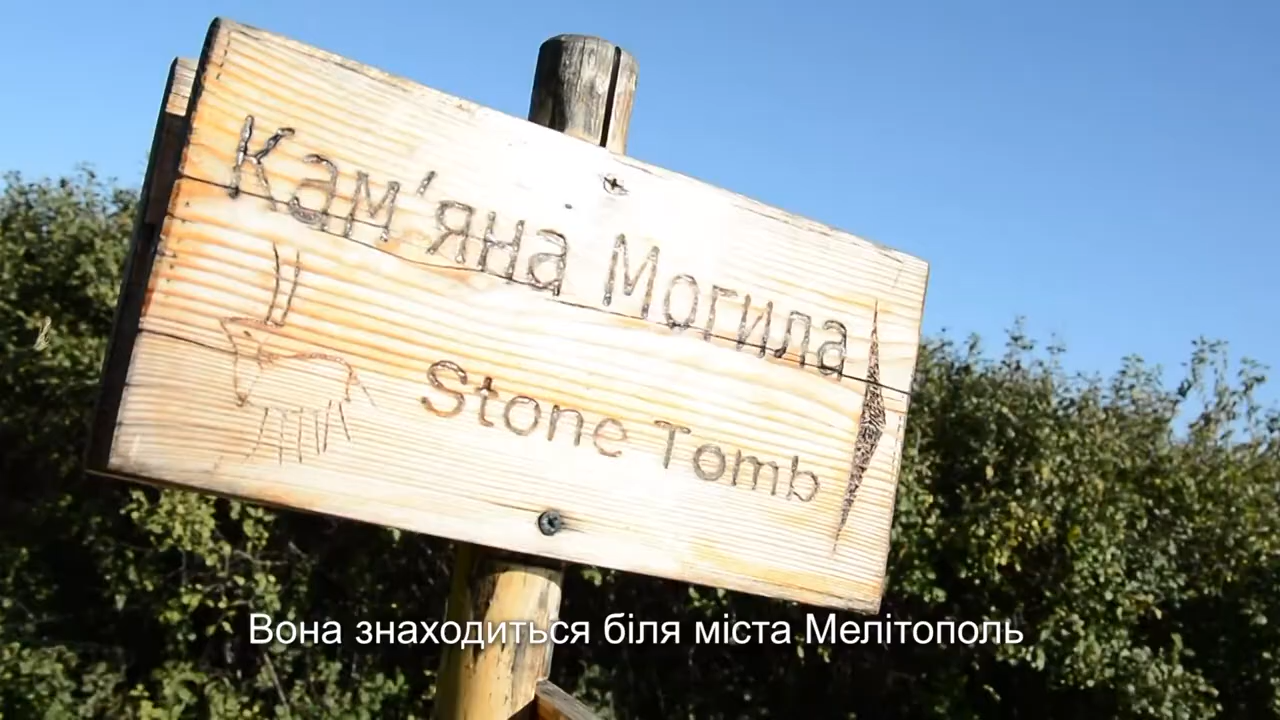 Кам'яна Могила
Stone Tomb
Вона знаходиться біля міста Мелітополь